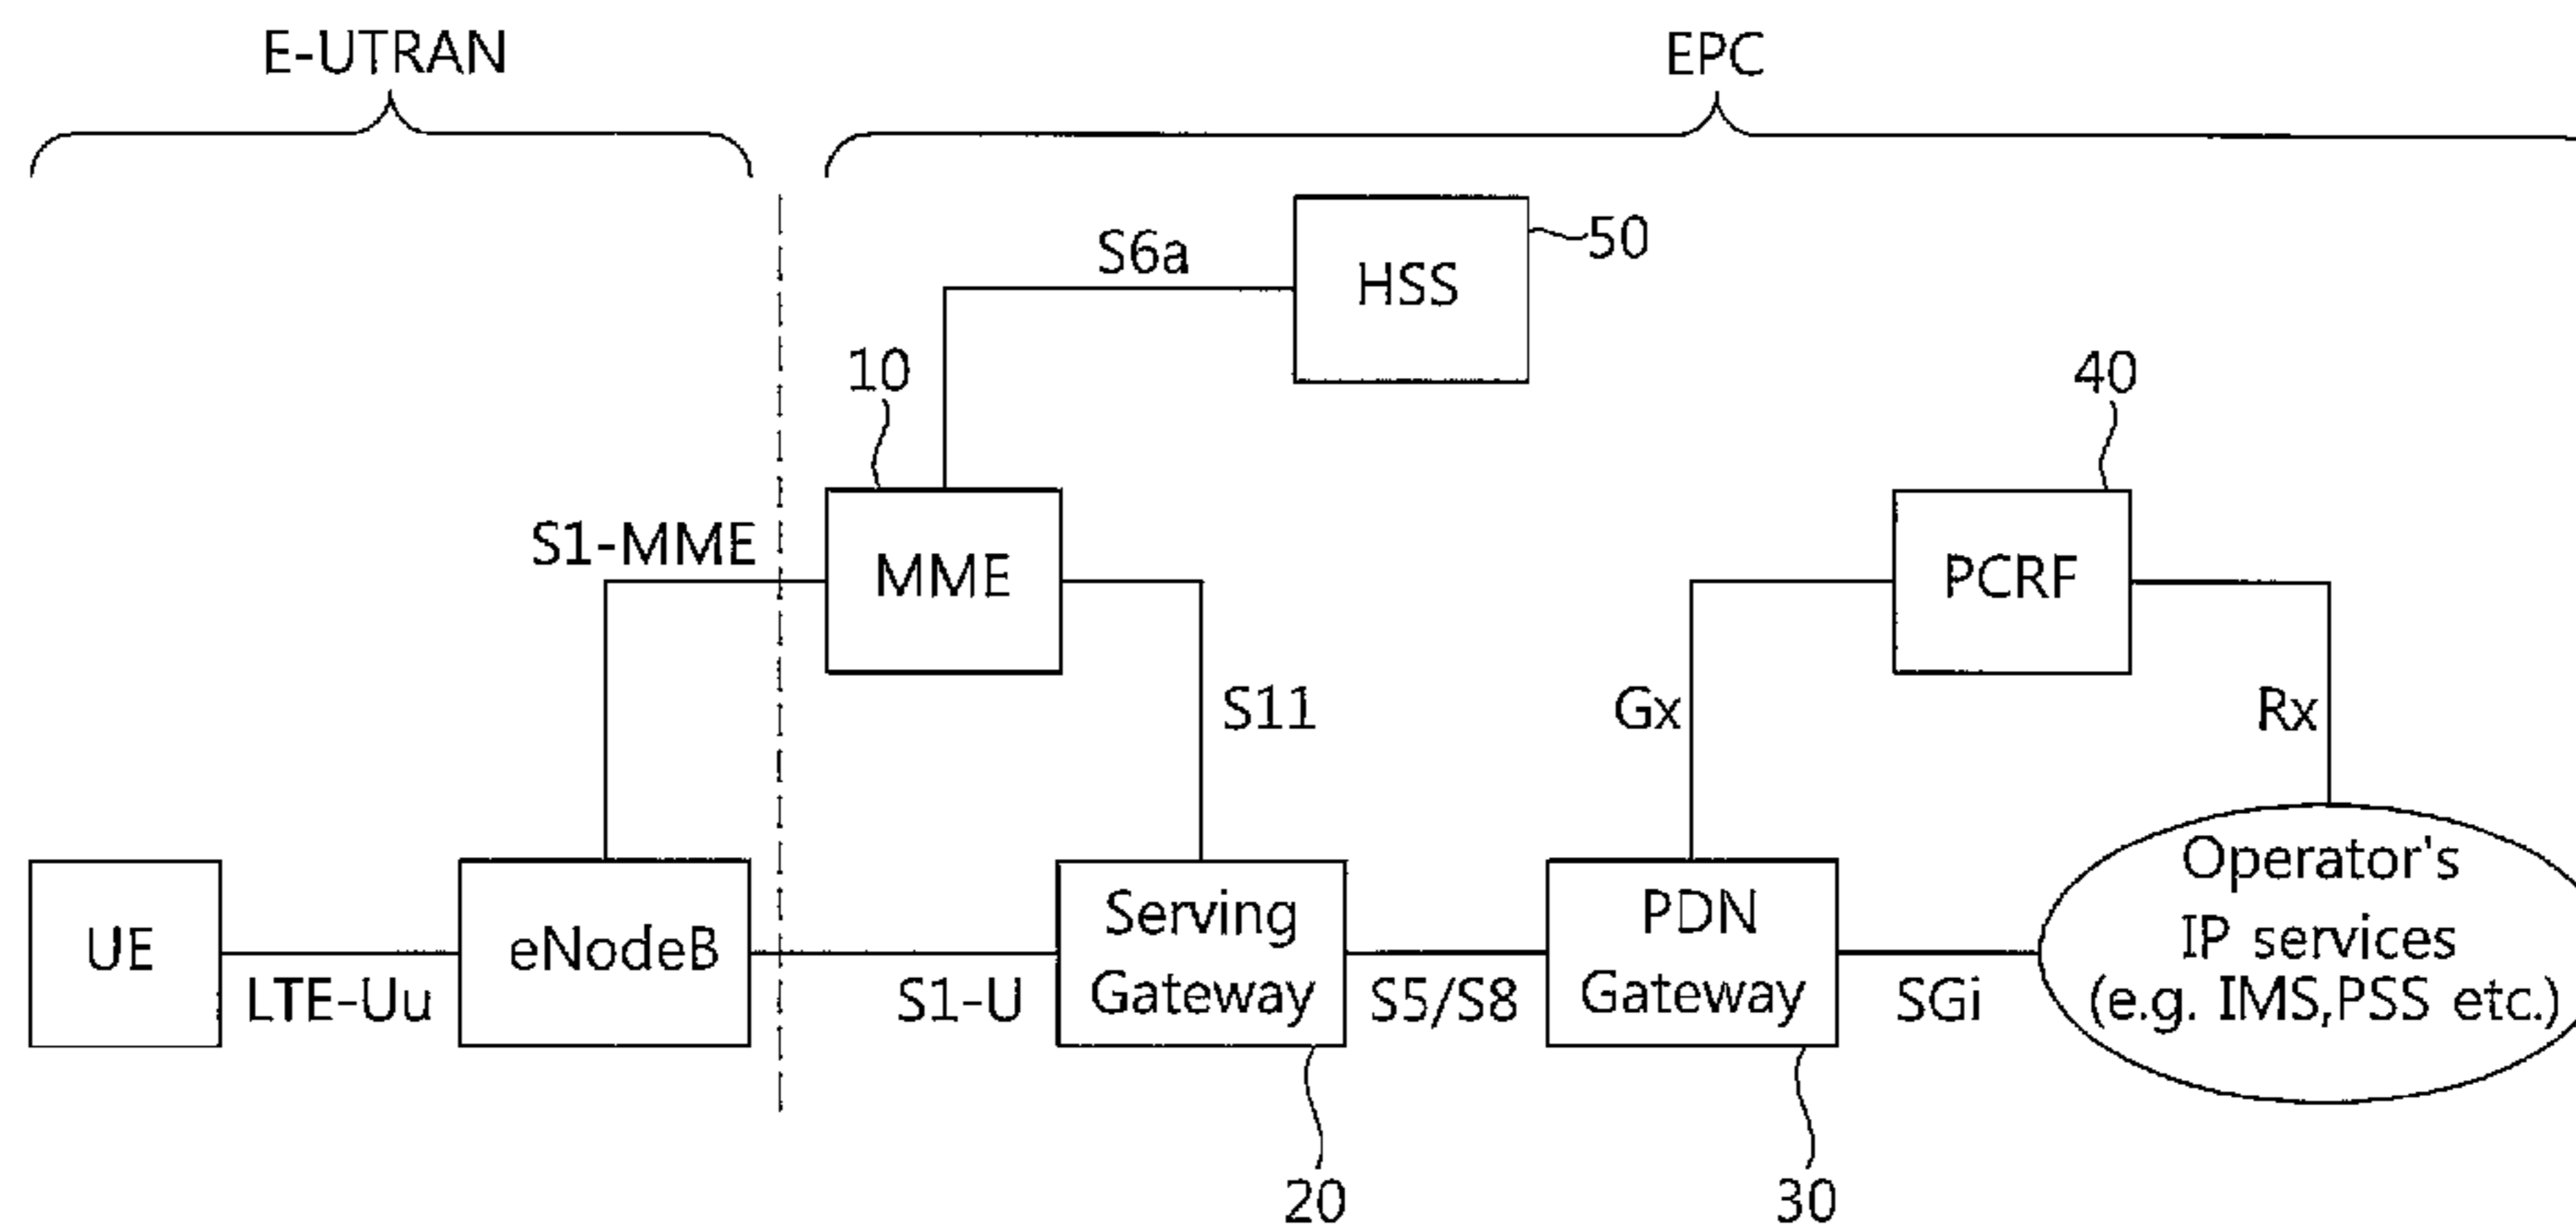 E-UTRAN
EPC
S6a
HSS
50
10
40
S1-MME
MME
PCRF
S11
Gx
Rx
UE
LTE-Uu
eNodeB
S1-U
Serving
Gateway
S5/S8
PDN
Gateway
SGi
Operator's
IP services
(e.g. IMS,PSS etc.)
20
30